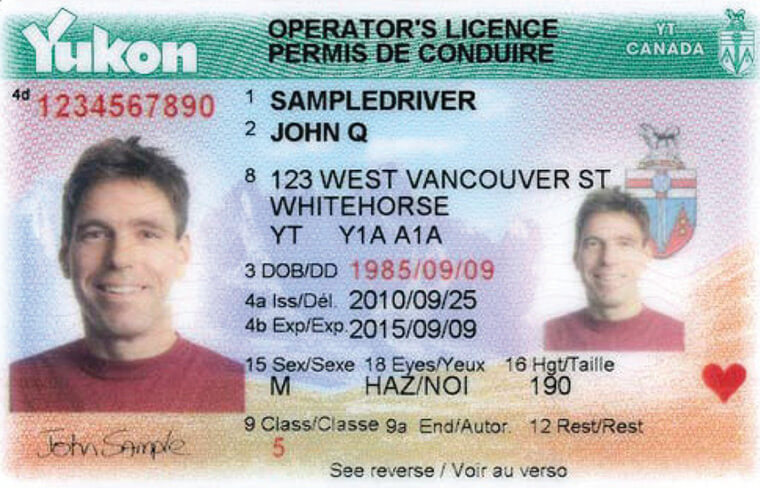 Yukon
OPERATOR'S LICENCE
PERMIS DE CONDUIRE
YT
CANADA
4d 1234567890
1 SAMPLEDRIVER
2 JOHN Q
8 123 WEST VANCOUVER ST
WHITEHORSE
YT Y1A A1A
3 DOB/DD 1985/09/09
4a Iss/Dél. 2010/09/25
4b Exp/Exp. 2015/09/09
15 Sex/Sexe 18 Eyes/Yeux 16 Hgt/Taille
M HAZ/NOI 190
9 Class/Classe 9a End/Autor. 12 Rest/Rest
5
John Sample
See reverse / Voir au verso